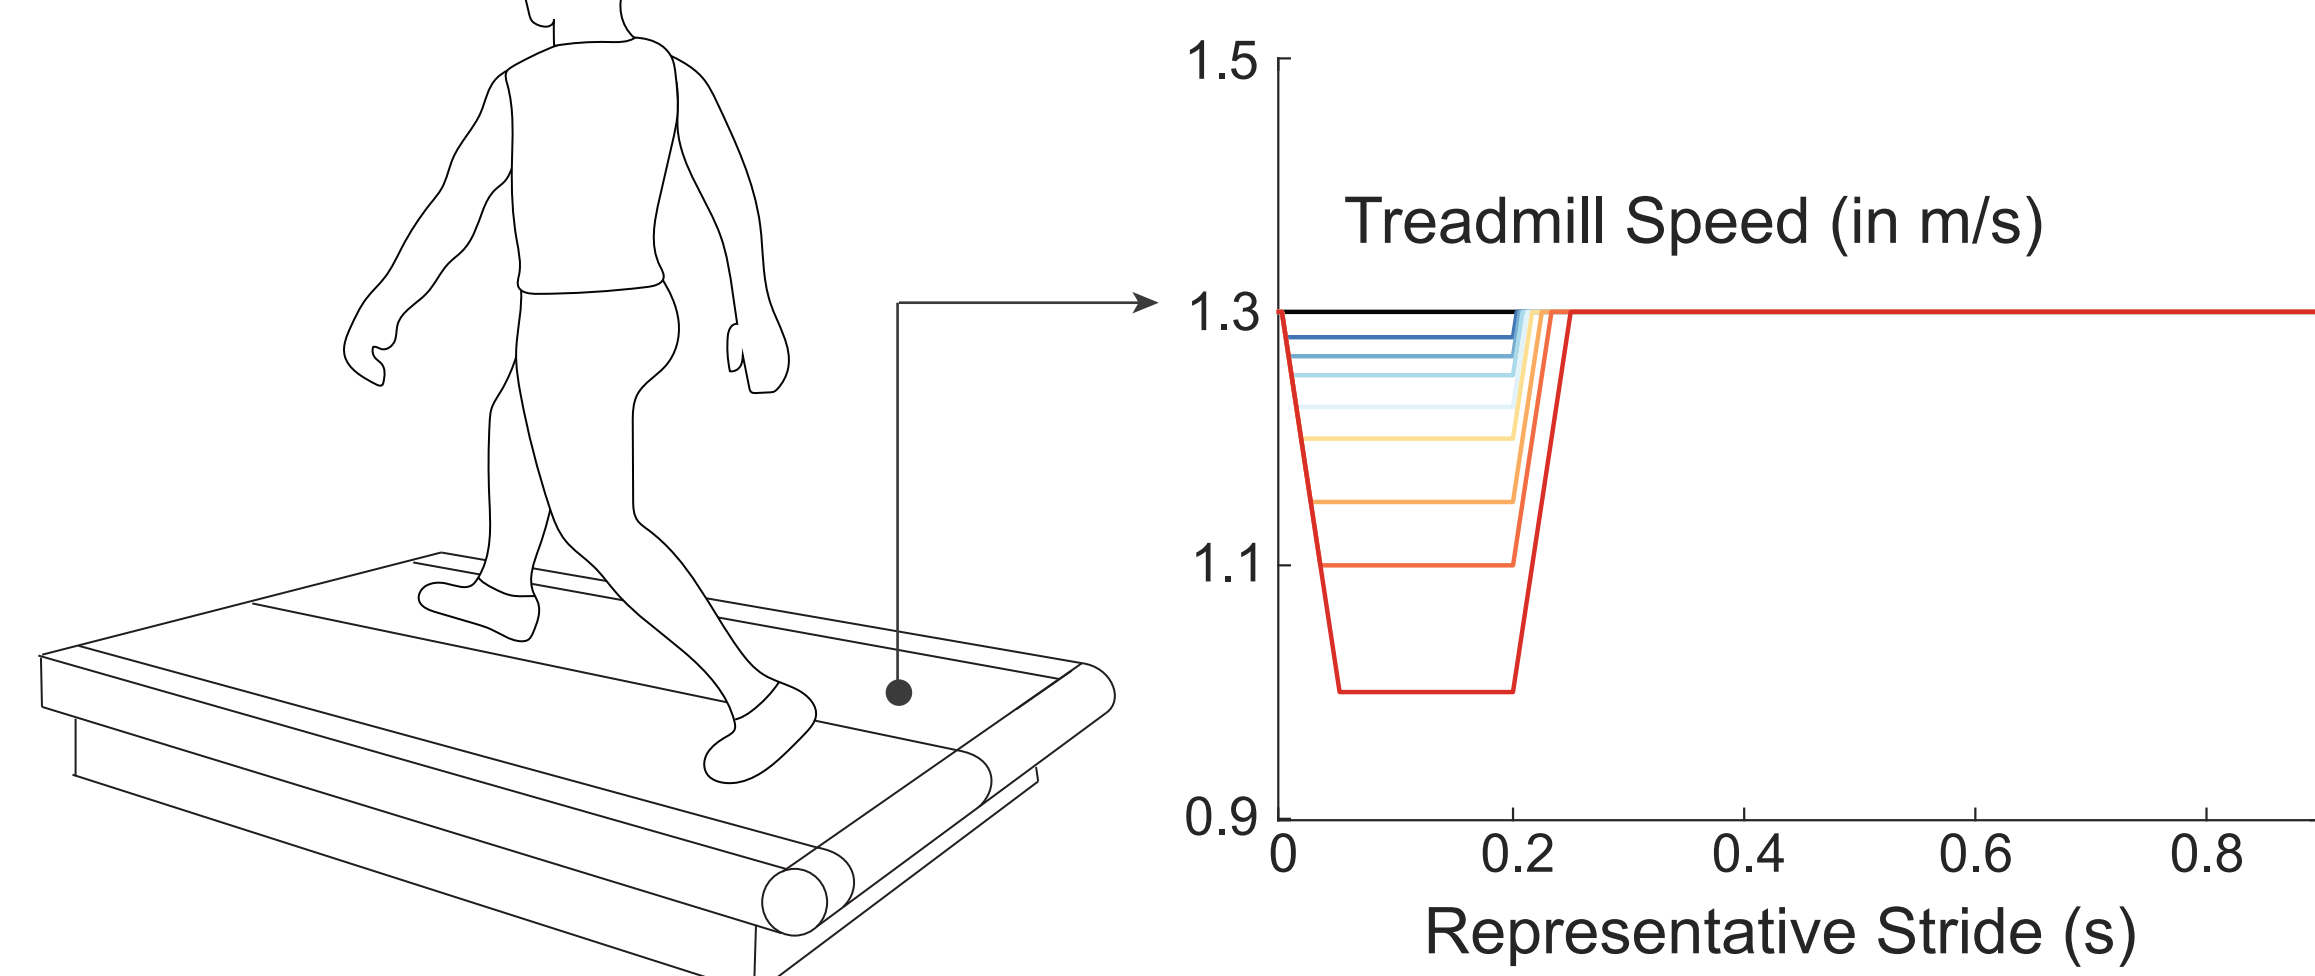 1.5
Treadmill Speed (in m/s)
1.3
1.1
0.9
0 0.2 0.4 0.6 0.8
Representative Stride (s)